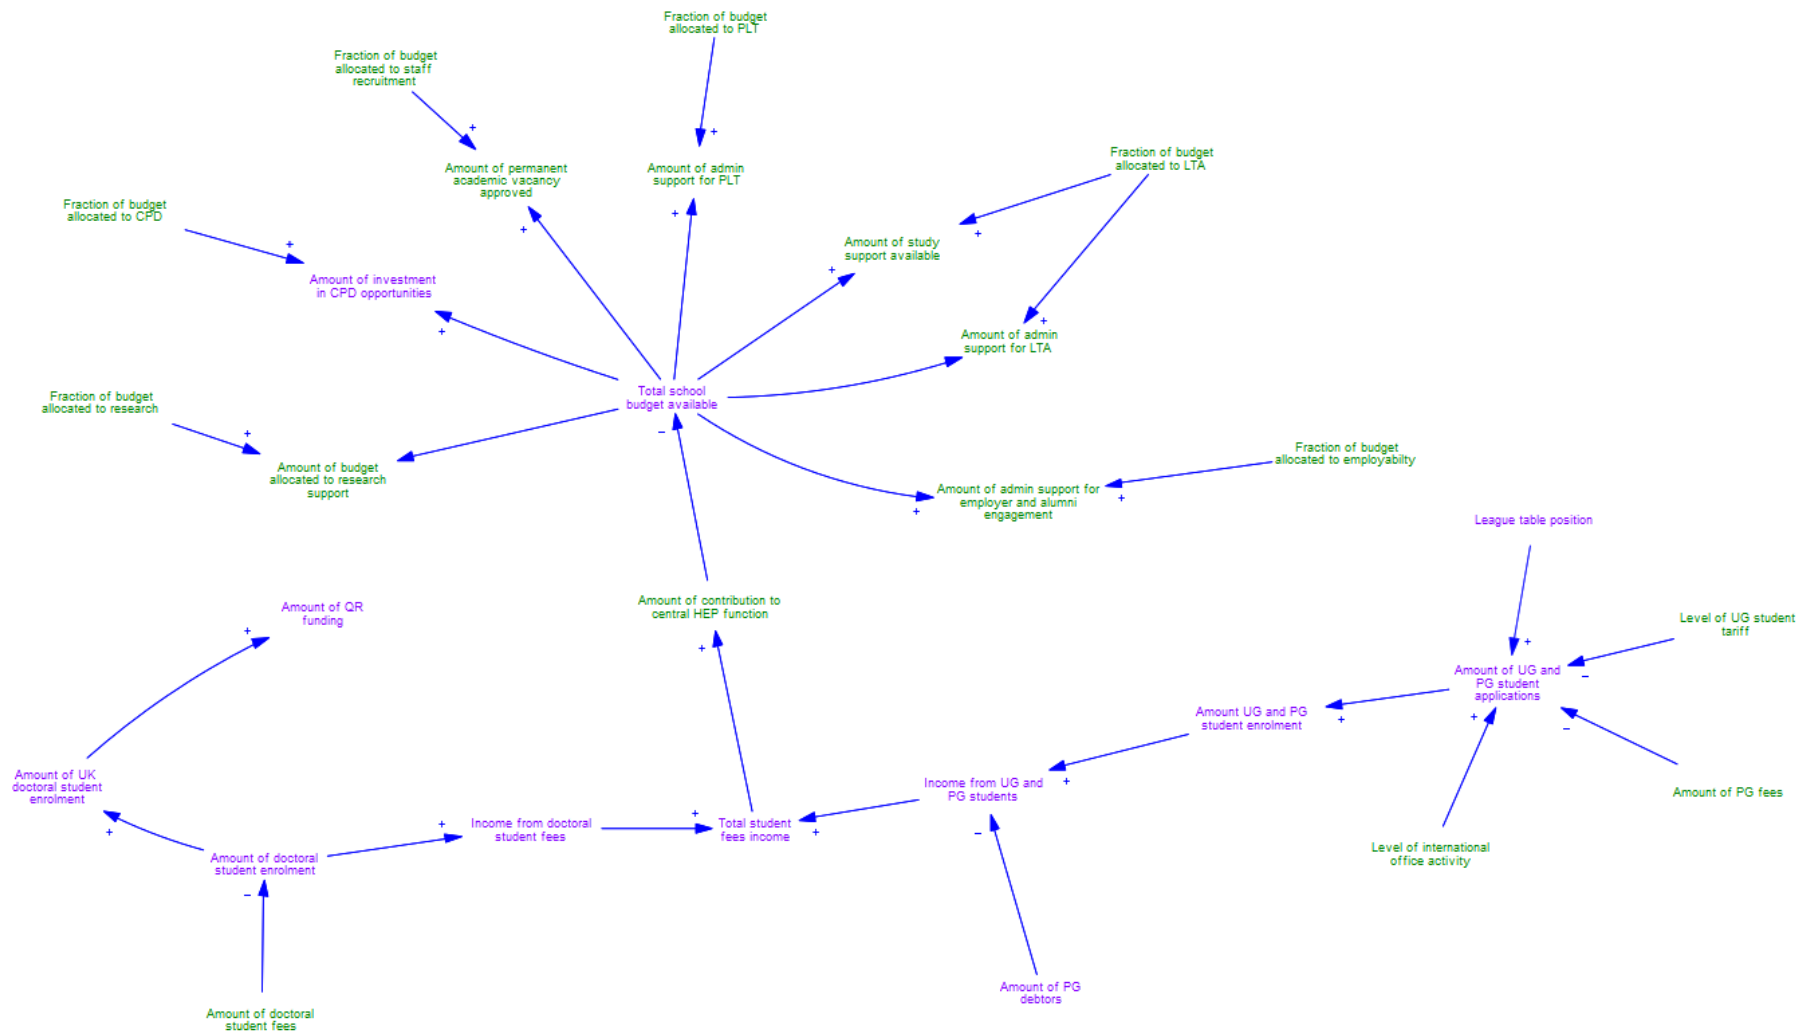 Fraction of budget
allocated to PLT
Fraction of budget
allocated to staff
recruitment
+
+
Amount of permanent
academic vacancy
approved
Amount of admin
support for PLT
Fraction of budget
allocated to LTA
Fraction of budget
allocated to CPD
+
+
+
+
Amount of study
support available
+
Amount of investment
in CPD opportunities
+
+
+
Amount of admin
support for LTA
Total school
budget available
Fraction of budget
allocated to research
+
−
Amount of budget
allocated to research
support
Fraction of budget
allocated to employabilty
Amount of admin support for
employer and alumni
engagement
+
+
League table position
Amount of QR
funding
+
Amount of contribution to
central HEP function
+
Level of UG student
tariff
+
−
Amount of UG and
PG student
applications
Amount UG and PG
student enrolment
+
+
−
Amount of UK
doctoral student
enrolment
+
Income from UG and
PG students
+
Amount of PG fees
Income from doctoral
student fees
+
+
Total student
fees income
+
−
Level of international
office activity
Amount of doctoral
student enrolment
−
Amount of PG
debtors
Amount of doctoral
student fees